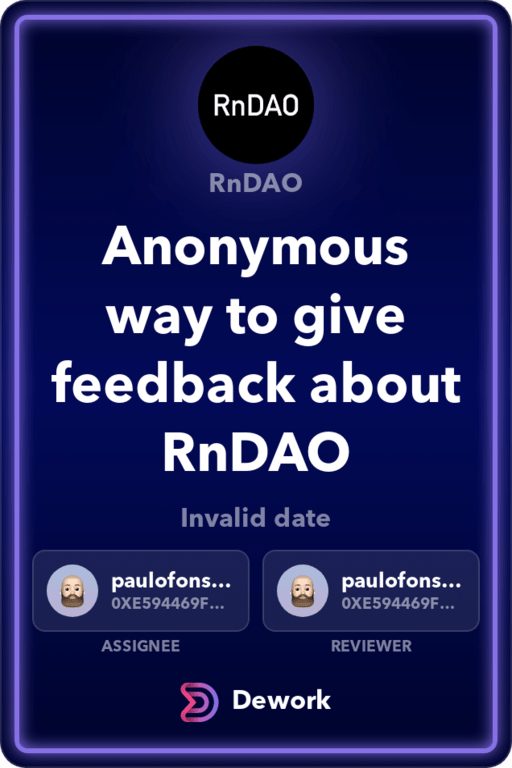 RnDAO
RnDAO
Anonymous
way to give
feedback about
RnDAO
Invalid date
paulofons...
0XE594469F...
paulofons...
0XE594469F...
ASSIGNEE
REVIEWER
Dework